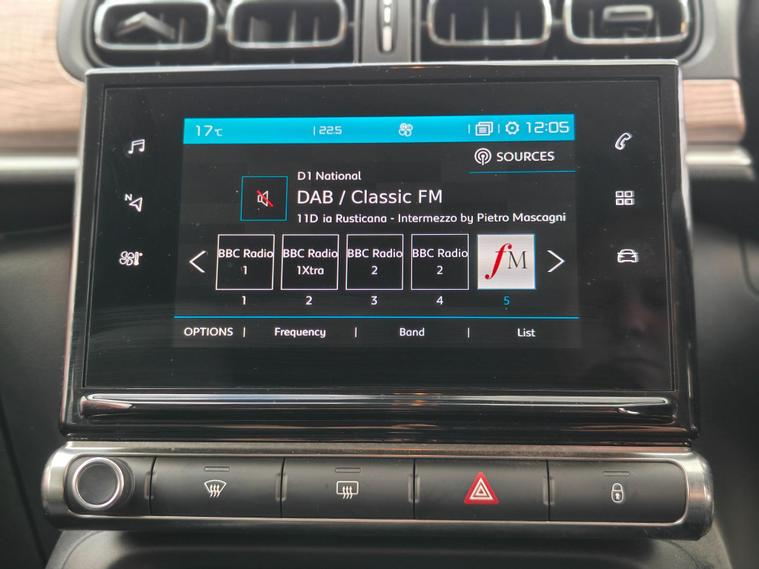 17°C | 22.5 12:05
SOURCES
D1 National
DAB / Classic FM
11D ia Rusticana - Intermezzo by Pietro Mascagni
N
BBC Radio 1
BBC Radio 1Xtra
BBC Radio 2
BBC Radio 2
fM
1 2 3 4 5
OPTIONS | Frequency | Band | List